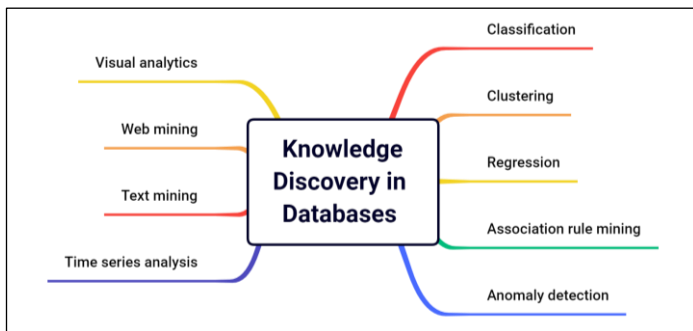 Knowledge
Discovery in
Databases
Classification
Clustering
Regression
Association rule mining
Anomaly detection
Visual analytics
Web mining
Text mining
Time series analysis